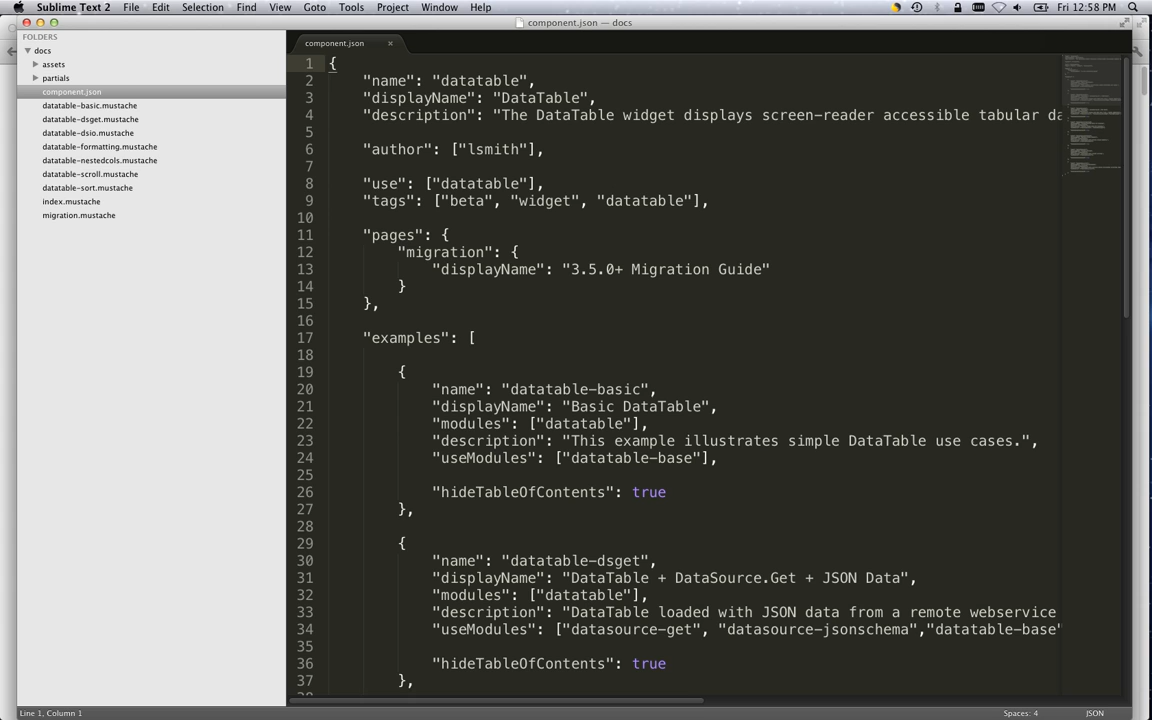 Sublime Text 2 File Edit Selection Find View Goto Tools Project Window Help Fri 12:58 PM
component.json — docs
FOLDERS
docs
assets
partials
component.json
datatable-basic.mustache
datatable-dsget.mustache
datatable-dsio.mustache
datatable-formatting.mustache
datatable-nestedcols.mustache
datatable-scroll.mustache
datatable-sort.mustache
index.mustache
migration.mustache
component.json ×
1 {
2 "name": "datatable",
3 "displayName": "DataTable",
4 "description": "The DataTable widget displays screen-reader accessible tabular da
5
6 "author": ["lsmith"],
7
8 "use": ["datatable"],
9 "tags": ["beta", "widget", "datatable"],
10
11 "pages": {
12 "migration": {
13 "displayName": "3.5.0+ Migration Guide"
14 }
15 },
16
17 "examples": [
18
19 {
20 "name": "datatable-basic",
21 "displayName": "Basic DataTable",
22 "modules": ["datatable"],
23 "description": "This example illustrates simple DataTable use cases.",
24 "useModules": ["datatable-base"],
25
26 "hideTableOfContents": true
27 },
28
29 {
30 "name": "datatable-dsget",
31 "displayName": "DataTable + DataSource.Get + JSON Data",
32 "modules": ["datatable"],
33 "description": "DataTable loaded with JSON data from a remote webservice
34 "useModules": ["datasource-get", "datasource-jsonschema","datatable-base"
35
36 "hideTableOfContents": true
37 },
Line 1, Column 1 Spaces: 4 JSON